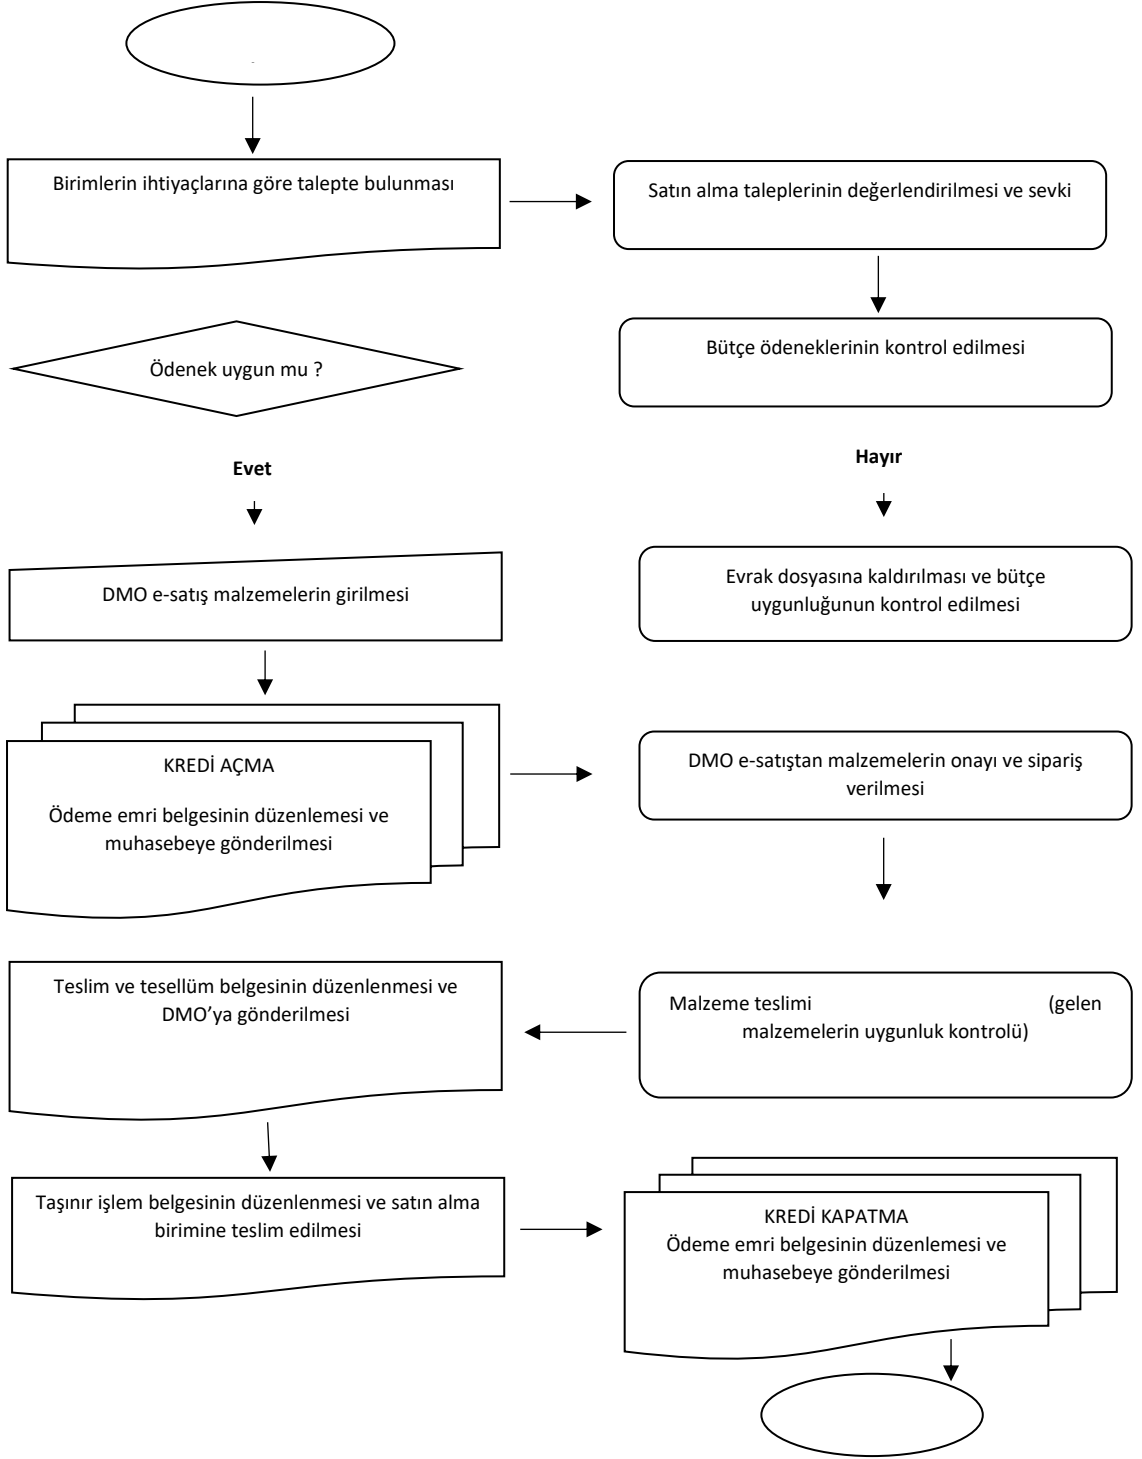 Birimlerin ihtiyaçlarına göre talepte bulunması
Satın alma taleplerinin değerlendirilmesi ve sevki
Bütçe ödeneklerinin kontrol edilmesi
Ödenek uygun mu ?
Evet
Hayır
DMO e-satış malzemelerin girilmesi
Evrak dosyasına kaldırılması ve bütçe
uygunluğunun kontrol edilmesi
KREDİ AÇMA
Ödeme emri belgesinin düzenlemesi ve
muhasebeye gönderilmesi
DMO e-satıştan malzemelerin onayı ve sipariş
verilmesi
Malzeme teslimi (gelen
malzemelerin uygunluk kontrolü)
Teslim ve tesellüm belgesinin düzenlenmesi ve
DMO’ya gönderilmesi
Taşınır işlem belgesinin düzenlenmesi ve satın alma
birimine teslim edilmesi
KREDİ KAPATMA
Ödeme emri belgesinin düzenlemesi ve
muhasebeye gönderilmesi